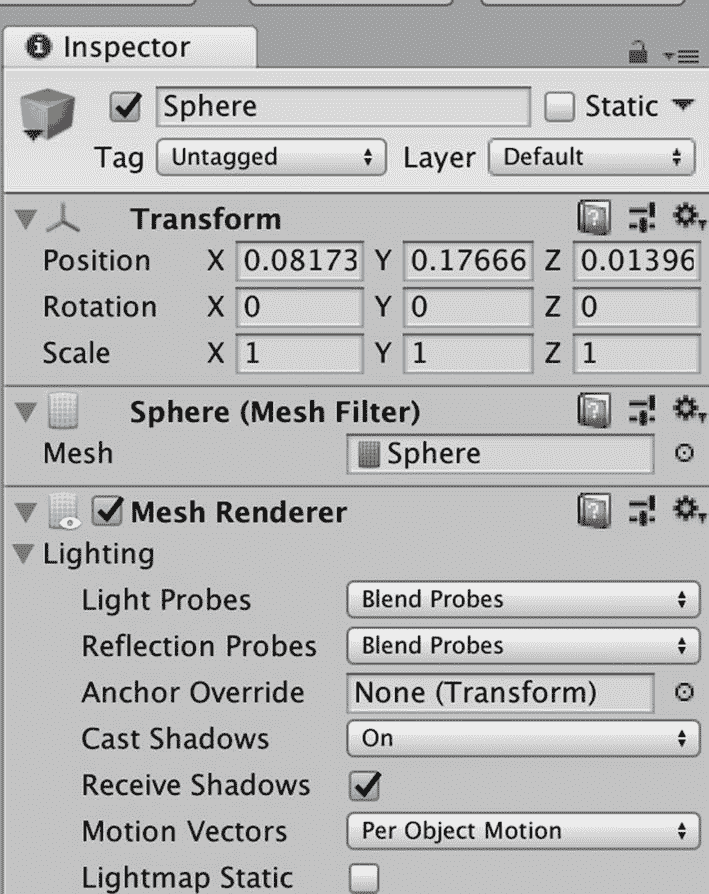 Inspector
Sphere Static
Tag Untagged Layer Default
Transform
Position X 0.08173 Y 0.17666 Z 0.01396
Rotation X 0 Y 0 Z 0
Scale X 1 Y 1 Z 1
Sphere (Mesh Filter)
Mesh Sphere
Mesh Renderer
Lighting
Light Probes Blend Probes
Reflection Probes Blend Probes
Anchor Override None (Transform)
Cast Shadows On
Receive Shadows
Motion Vectors Per Object Motion
Lightmap Static